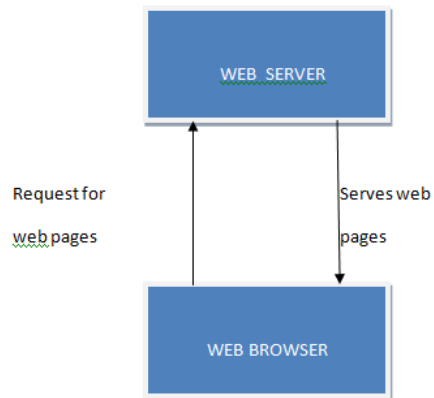 WEB SERVER
Request for
web pages
Serves web
pages
WEB BROWSER